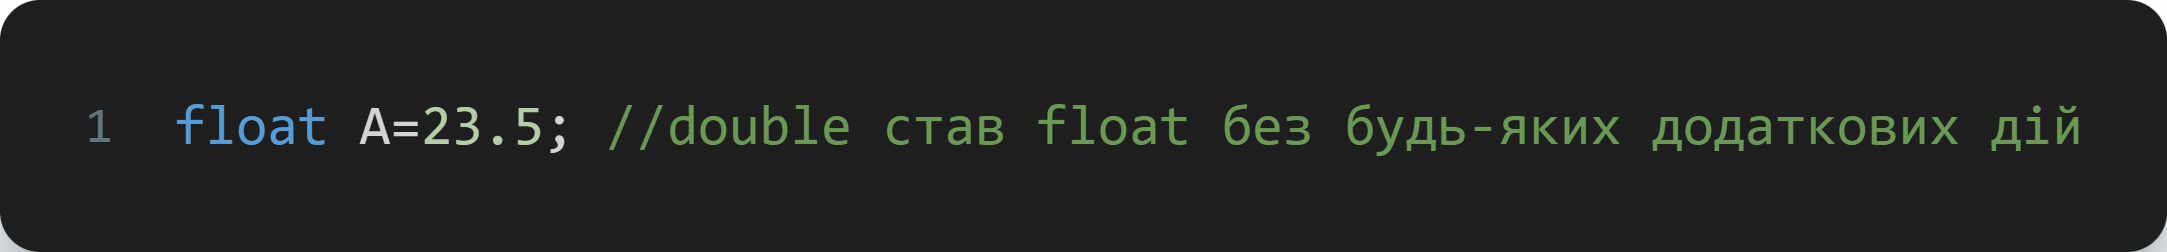 1 float A=23.5; //double став float без будь-яких додаткових дій